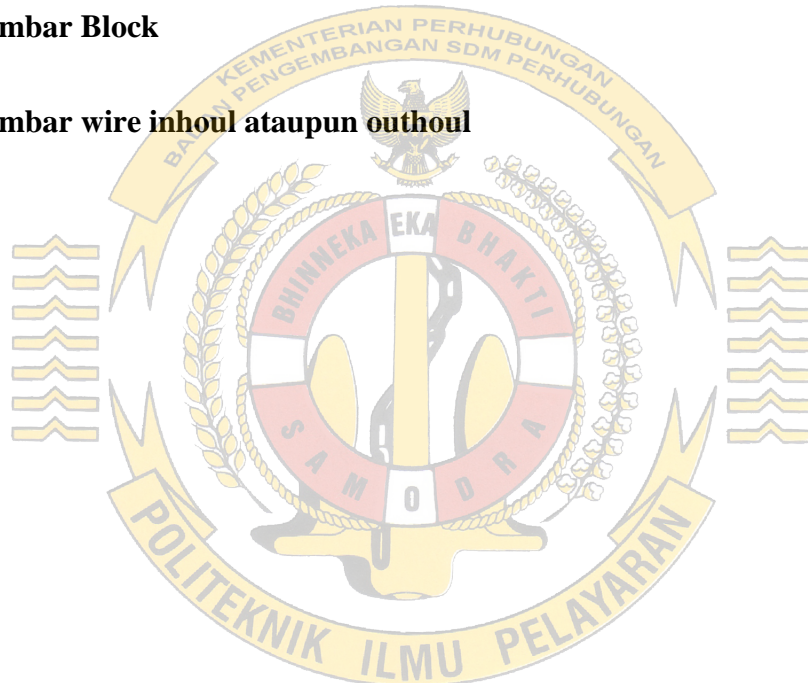 mbar Block
mbar wire inhoul ataupun outhoul
KEMENTERIAN PERHUBUNGAN
BADAN PENGEMBANGAN SDM PERHUBUNGAN
BHINNEKA EKA BHAKTI
SAMODRA
POLITEKNIK ILMU PELAYARAN